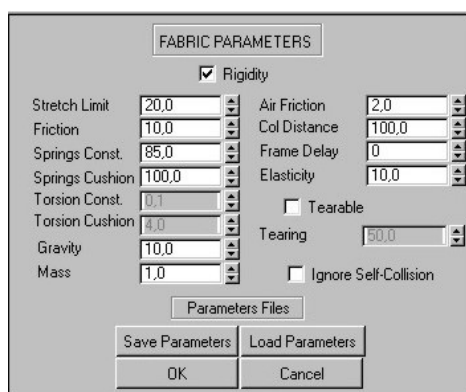 FABRIC PARAMETERS
Rigidity
Stretch Limit 20,0 Air Friction 2,0
Friction 10,0 Col Distance 100,0
Springs Const. 85,0 Frame Delay 0
Springs Cushion 100,0 Elasticity 10,0
Torsion Const. 0,1 Tearable
Torsion Cushion 4,0 Tearing 50,0
Gravity 10,0
Mass 1,0 Ignore Self-Collision
Parameters Files
Save Parameters Load Parameters
OK Cancel